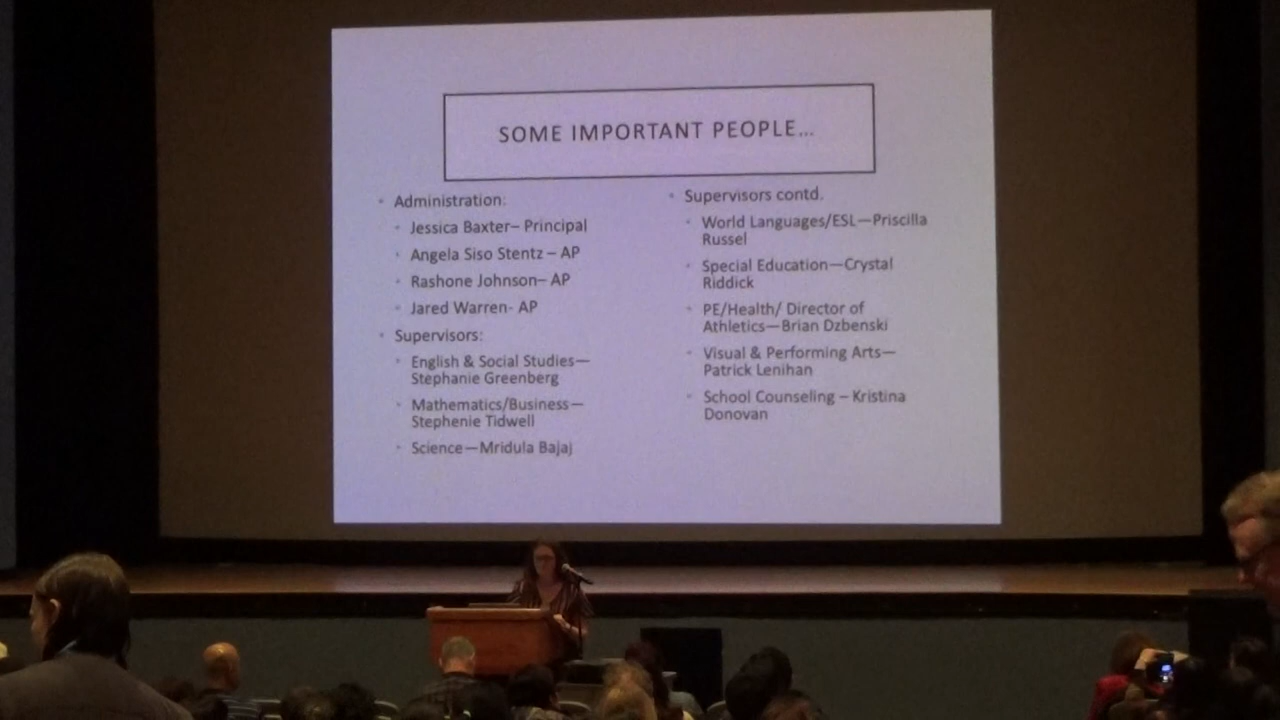 SOME IMPORTANT PEOPLE...
Administration:
Jessica Baxter– Principal
Angela Siso Stentz – AP
Rashone Johnson– AP
Jared Warren- AP
Supervisors:
English & Social Studies—
Stephanie Greenberg
Mathematics/Business—
Stephenie Tidwell
Science—Mridula Bajaj
Supervisors contd.
World Languages/ESL—Priscilla
Russel
Special Education—Crystal
Riddick
PE/Health/ Director of
Athletics—Brian Dzbenski
Visual & Performing Arts—
Patrick Lenihan
School Counseling – Kristina
Donovan